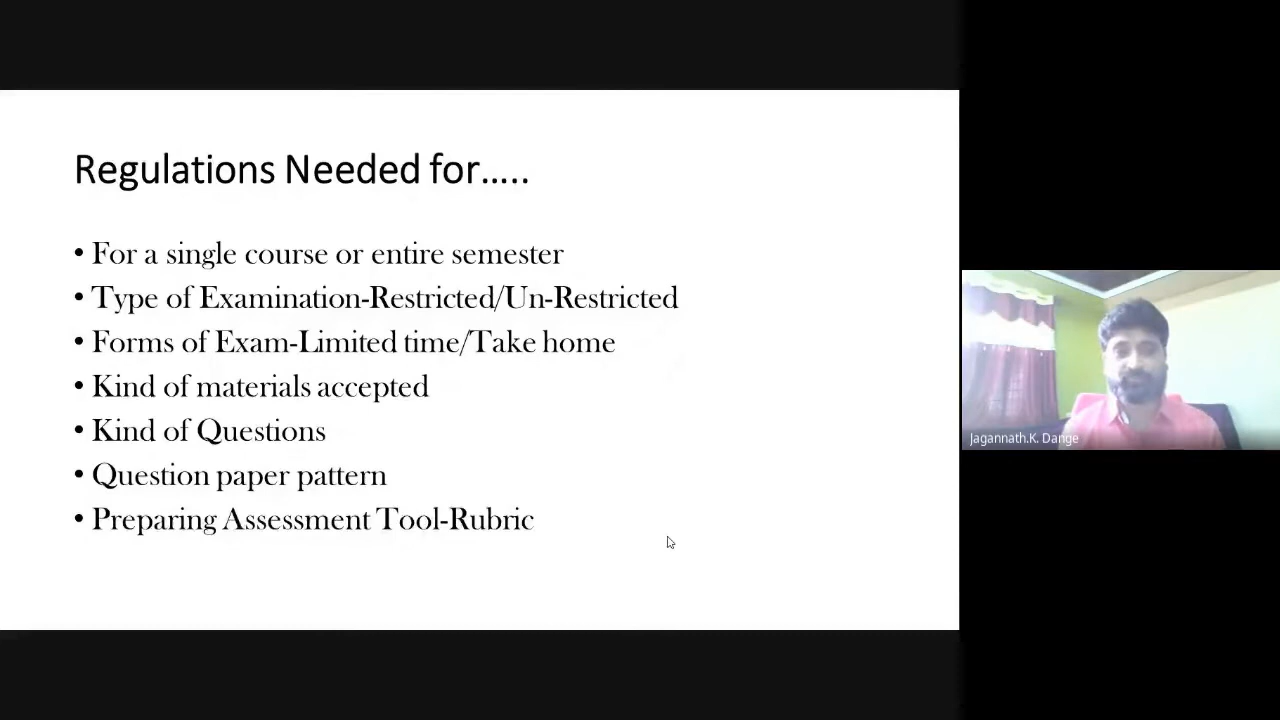 Regulations Needed for.....
• For a single course or entire semester
• Type of Examination-Restricted/Un-Restricted
• Forms of Exam-Limited time/Take home
• Kind of materials accepted
• Kind of Questions
• Question paper pattern
• Preparing Assessment Tool-Rubric
Jagannath.K. Dange